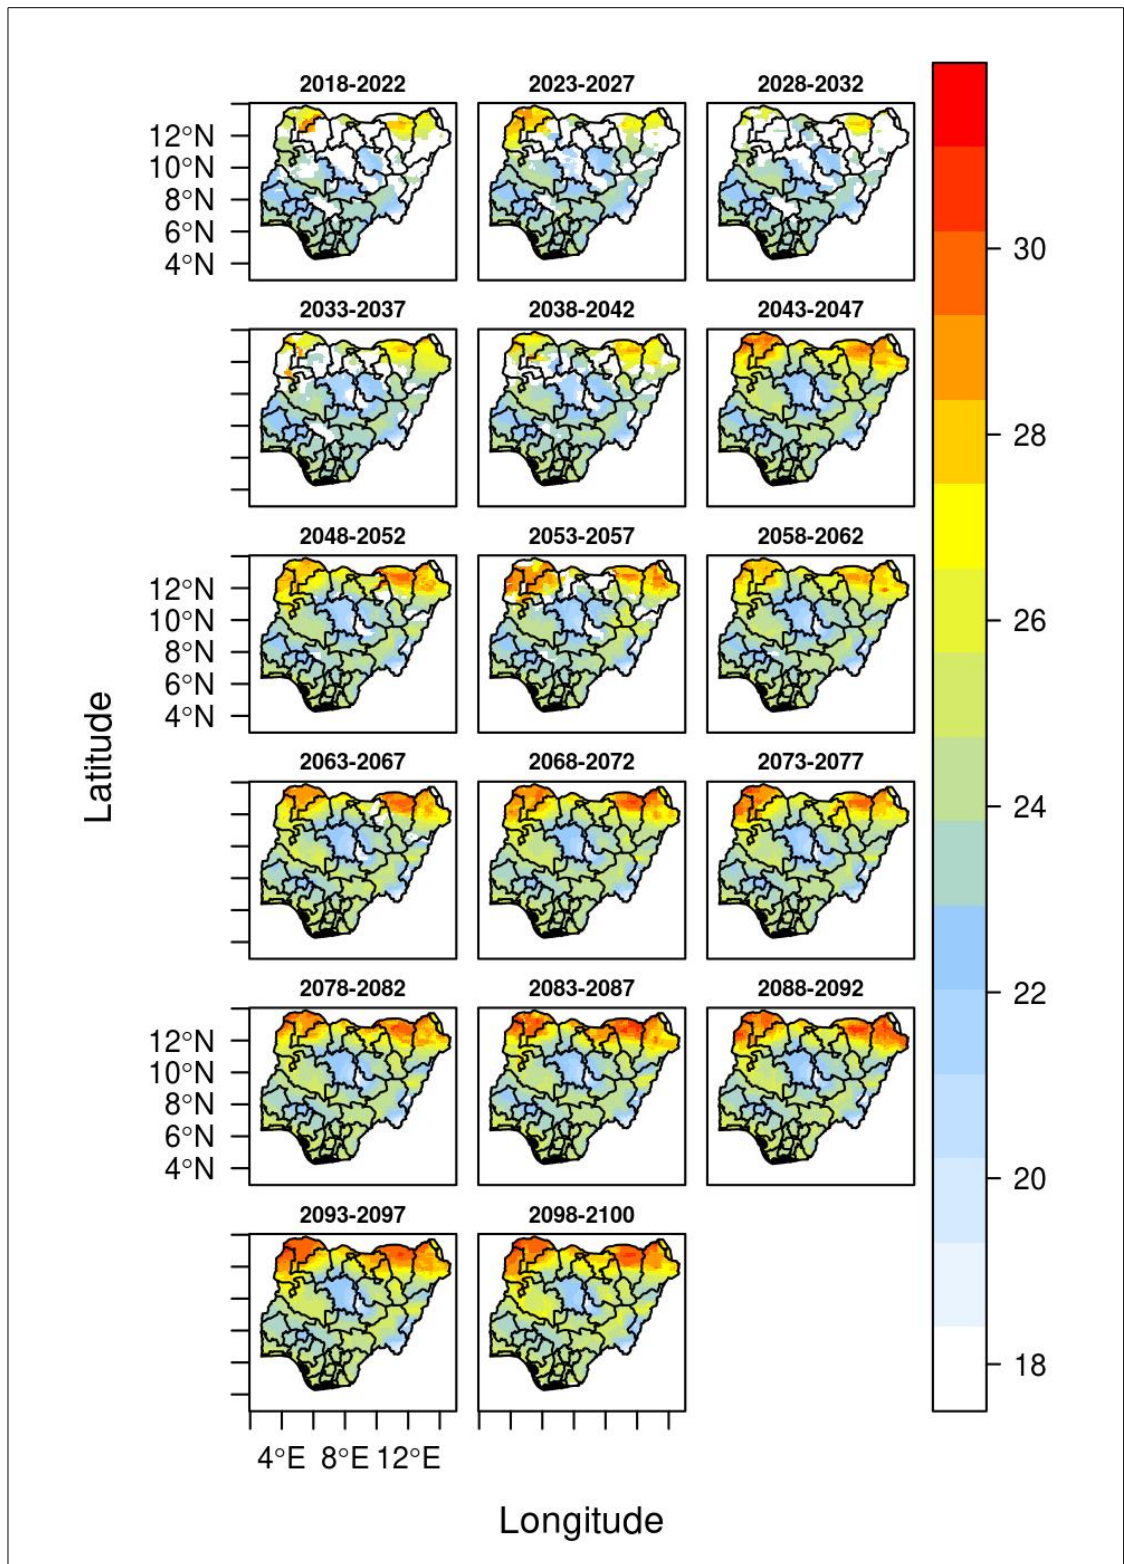 2018-2022 2023-2027 2028-2032
12°N
10°N
8°N
6°N
4°N
30
2033-2037 2038-2042 2043-2047
28
2048-2052 2053-2057 2058-2062
12°N
10°N
8°N
6°N
4°N
26
Latitude
2063-2067 2068-2072 2073-2077
24
2078-2082 2083-2087 2088-2092
22
12°N
10°N
8°N
6°N
4°N
20
2093-2097 2098-2100
18
4°E 8°E 12°E
Longitude